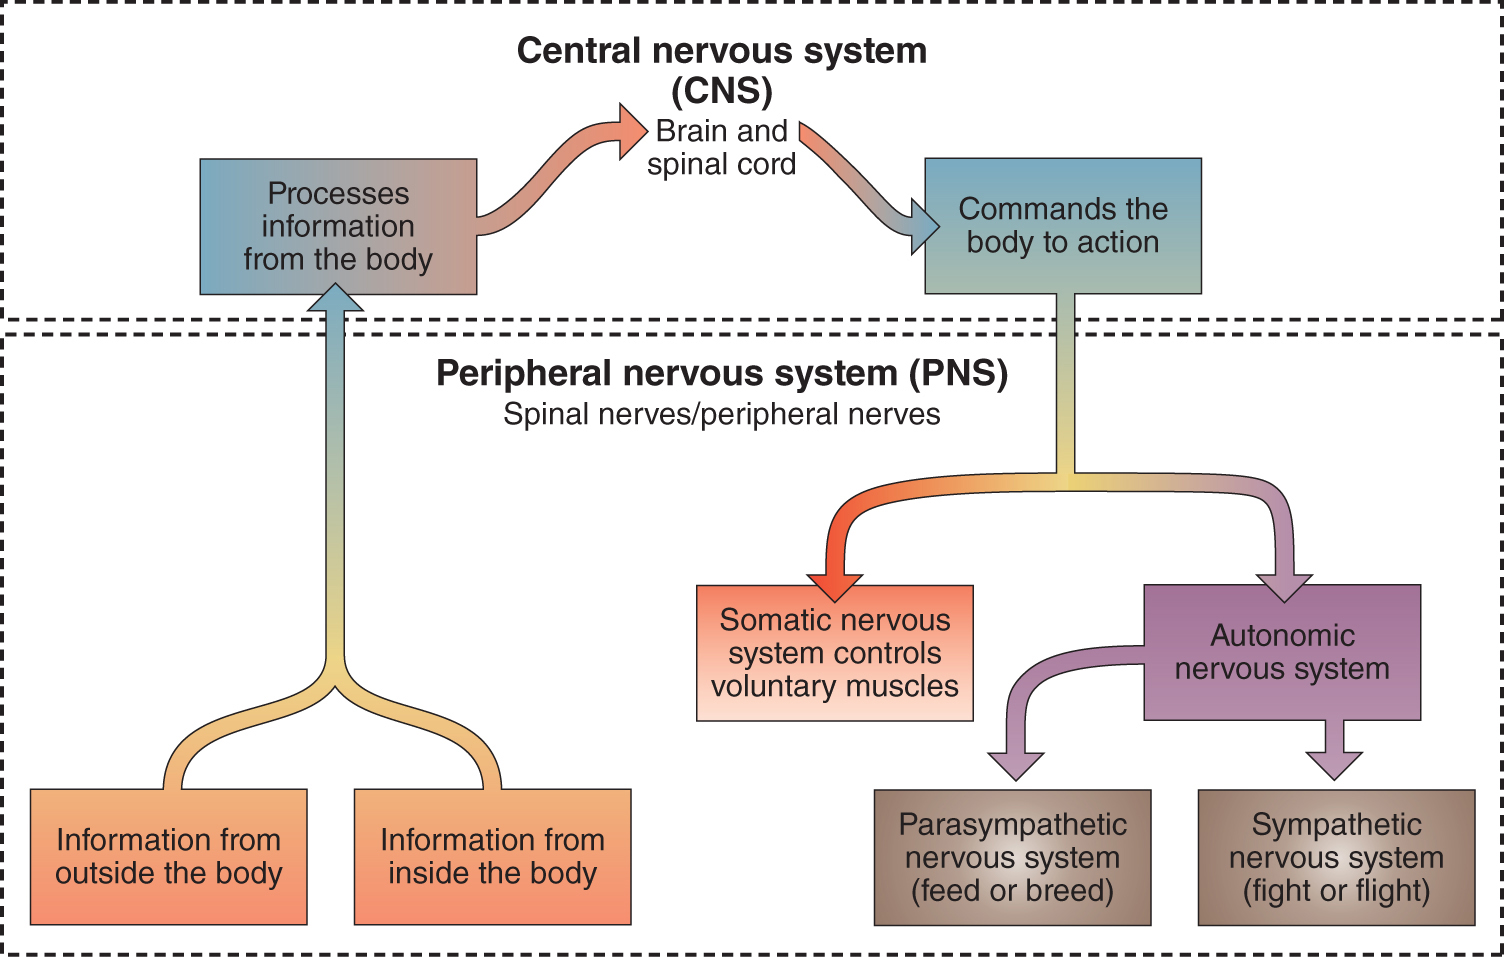 Central nervous system
(CNS)
Brain and
spinal cord
Processes
information
from the body
Commands the
body to action
Peripheral nervous system (PNS)
Spinal nerves/peripheral nerves
Somatic nervous
system controls
voluntary muscles
Autonomic
nervous system
Information from
outside the body
Information from
inside the body
Parasympathetic
nervous system
(feed or breed)
Sympathetic
nervous system
(fight or flight)